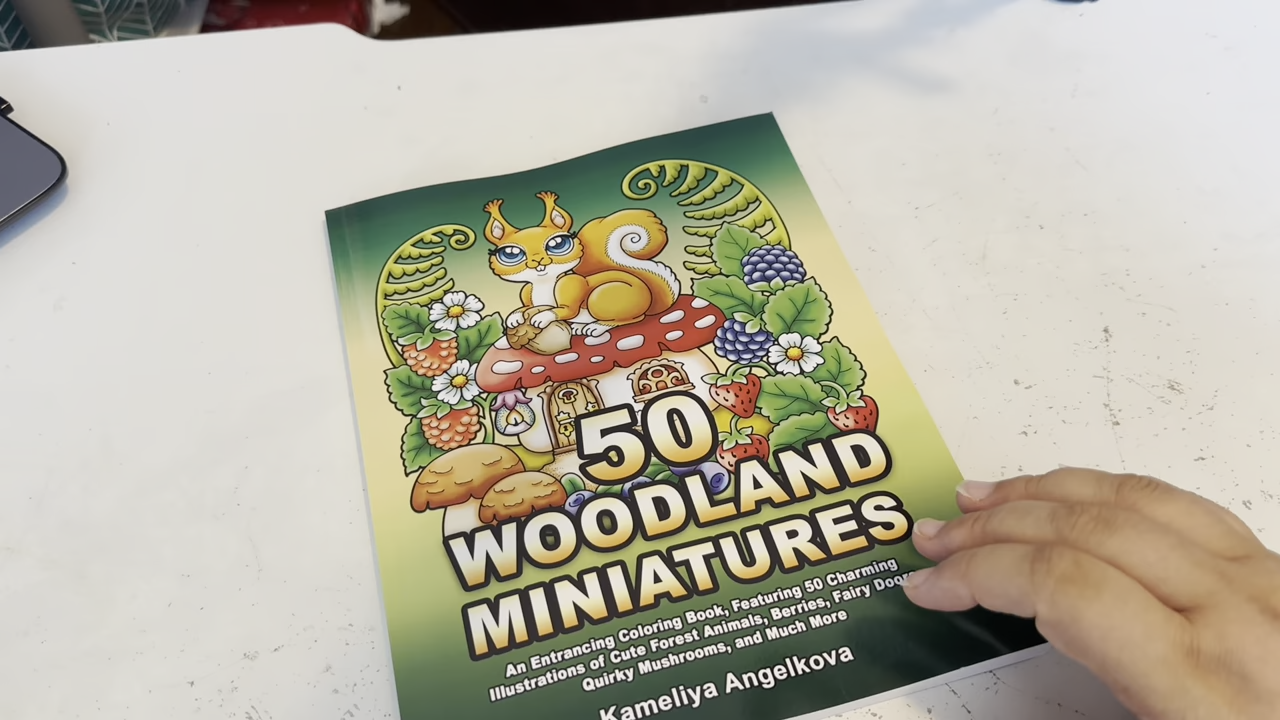 50
WOODLAND
MINIATURES
An Entrancing Coloring Book, Featuring 50 Charming
Illustrations of Cute Forest Animals, Berries, Fairy Doors,
Quirky Mushrooms, and Much More
Kameliya Angelkova